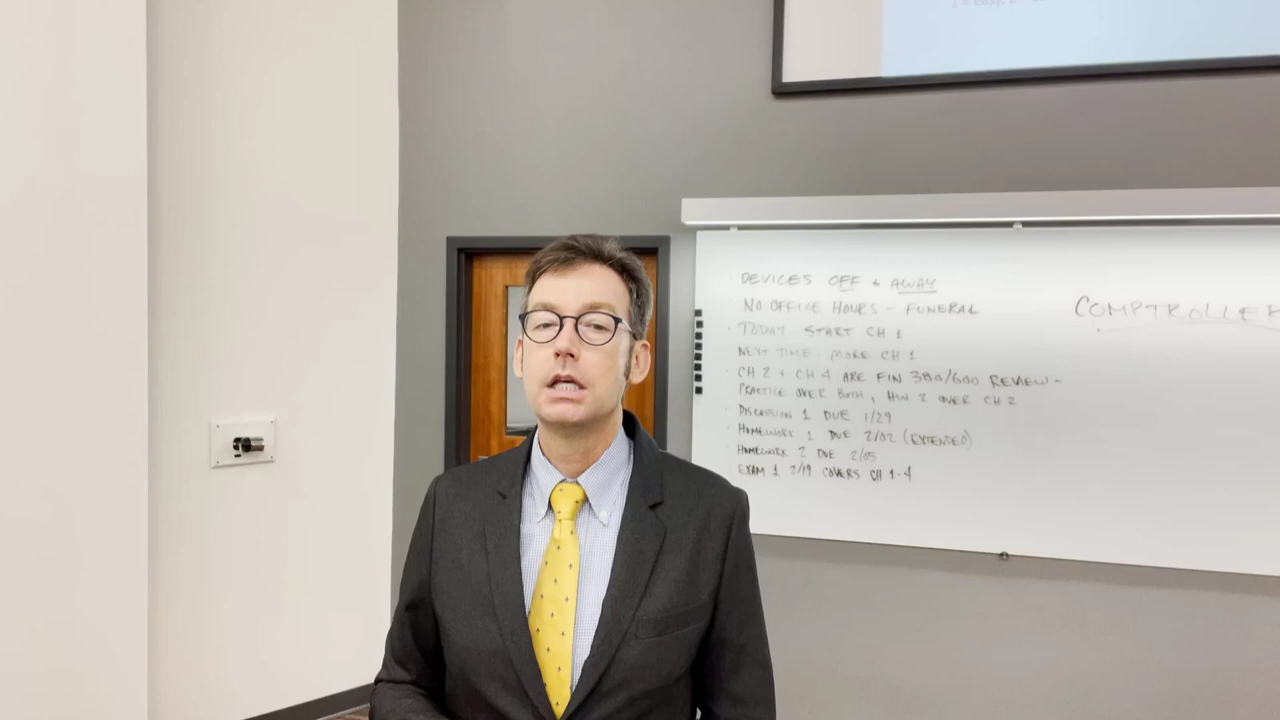 DEVICES OFF + AWAY
NO OFFICE HOURS - FUNERAL
COMPTROLLER
TODAY START CH 1
NEXT TIME - MORE CH 1
CH 2 + CH 4 ARE FIN 380/600 REVIEW -
PRACTICE OVER BOTH, HW 2 OVER CH 2
DISCUSSION 1 DUE 1/29
HOMEWORK 1 DUE 2/02 (EXTENDED)
HOMEWORK 2 DUE 2/05
EXAM 1 2/19 COVERS CH 1-4